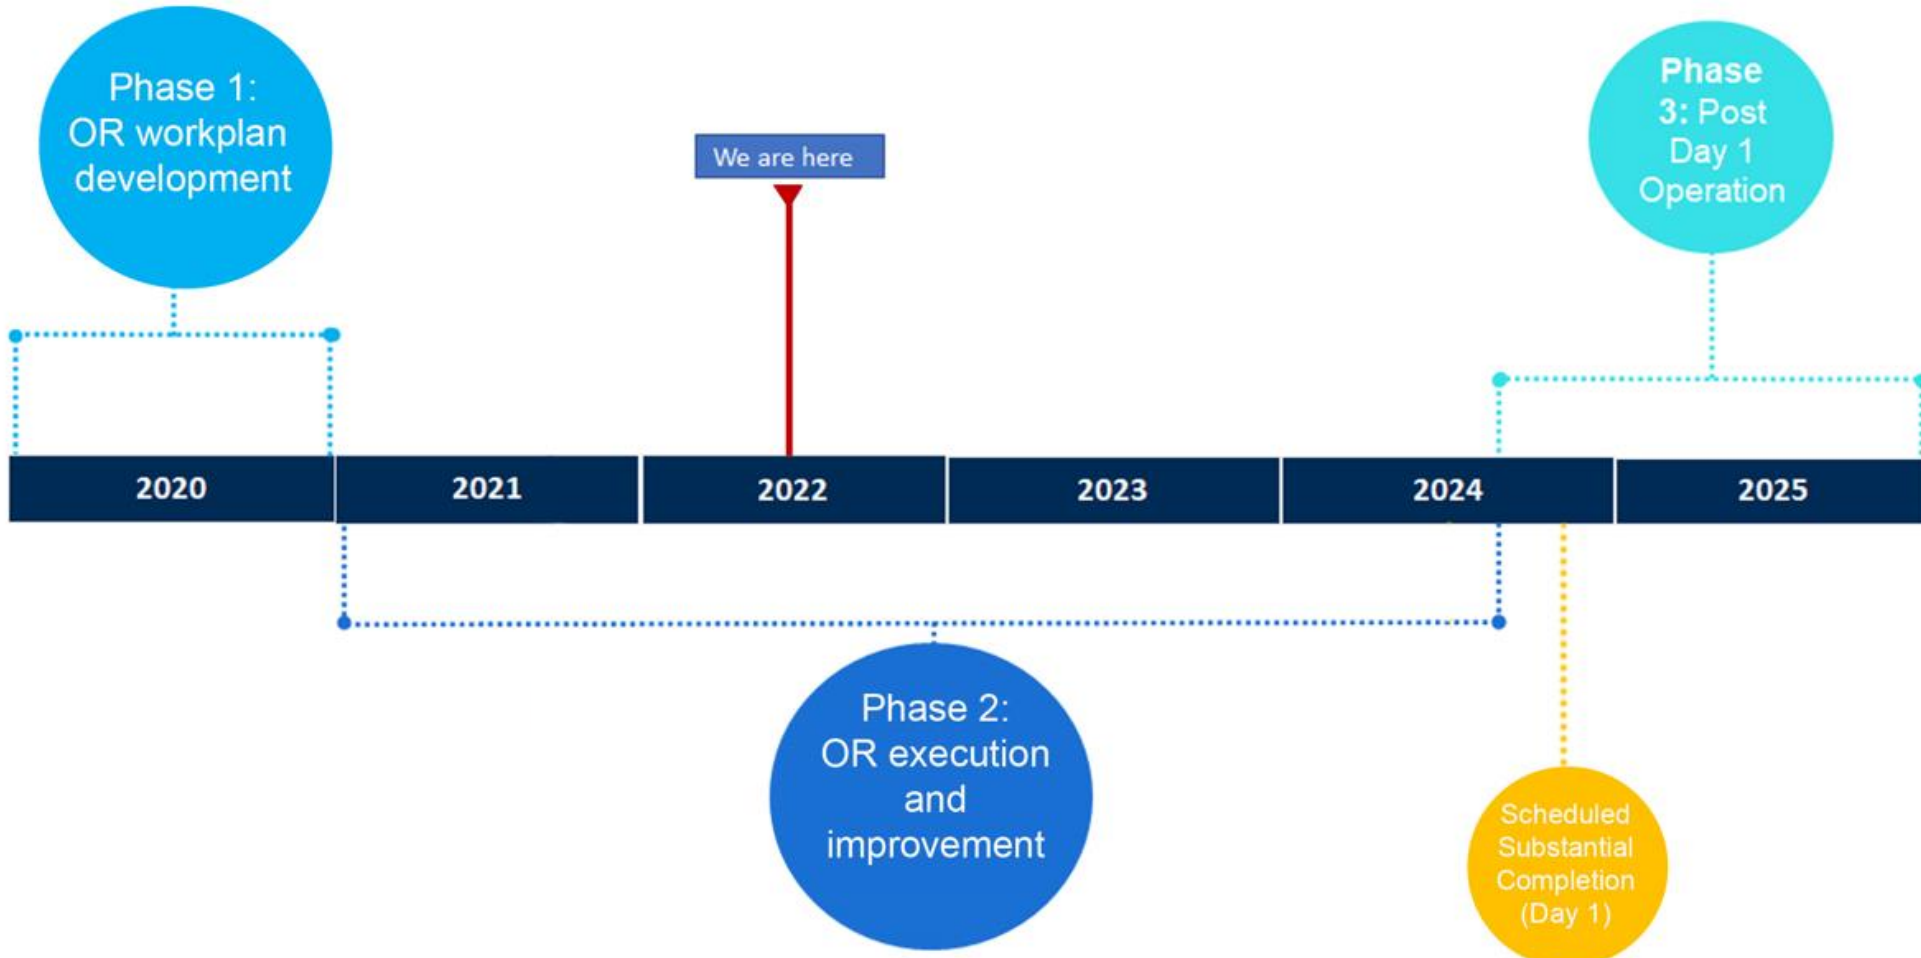 Phase 1:
OR workplan
development
We are here
Phase
3: Post
Day 1
Operation
2020
2021
2022
2023
2024
2025
Phase 2:
OR execution
and
improvement
Scheduled
Substantial
Completion
(Day 1)